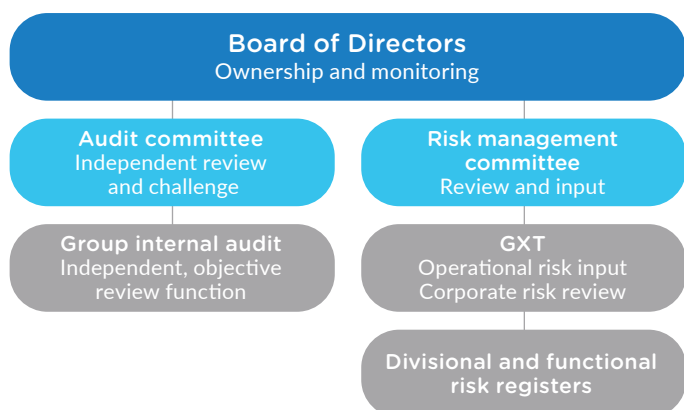 Board of Directors
Ownership and monitoring
Audit committee
Independent review
and challenge
Risk management
committee
Review and input
Group internal audit
Independent, objective
review function
GXT
Operational risk input
Corporate risk review
Divisional and functional
risk registers